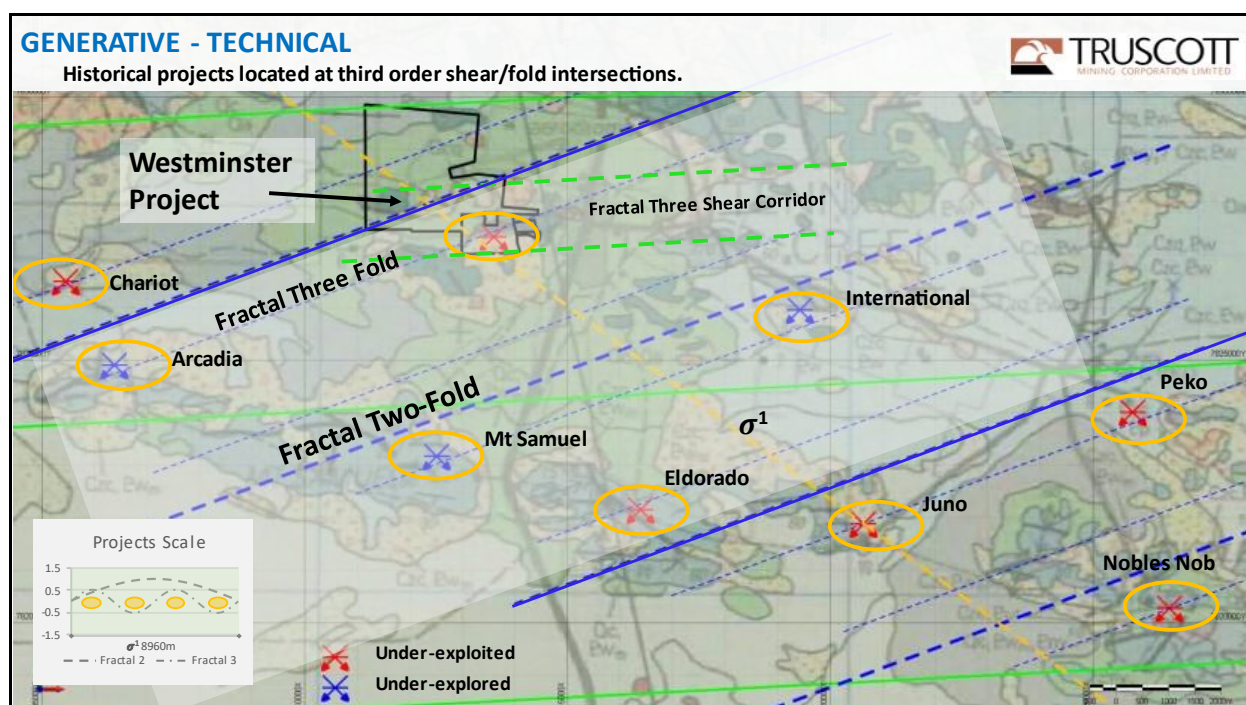 GENERATIVE - TECHNICAL
Historical projects located at third order shear/fold intersections.
TRUSCOTT
MINING CORPORATION LIMITED
Westminster
Project
Fractal Three Shear Corridor
Chariot
Fractal Three Fold
International
Arcadia
Peko
Fractal Two-Fold
σ¹
Mt Samuel
Eldorado
Juno
Nobles Nob
Projects Scale
1.5
0.5
-0.5
-1.5
σ¹ 8960m
Fractal 2
Fractal 3
Under-exploited
Under-explored